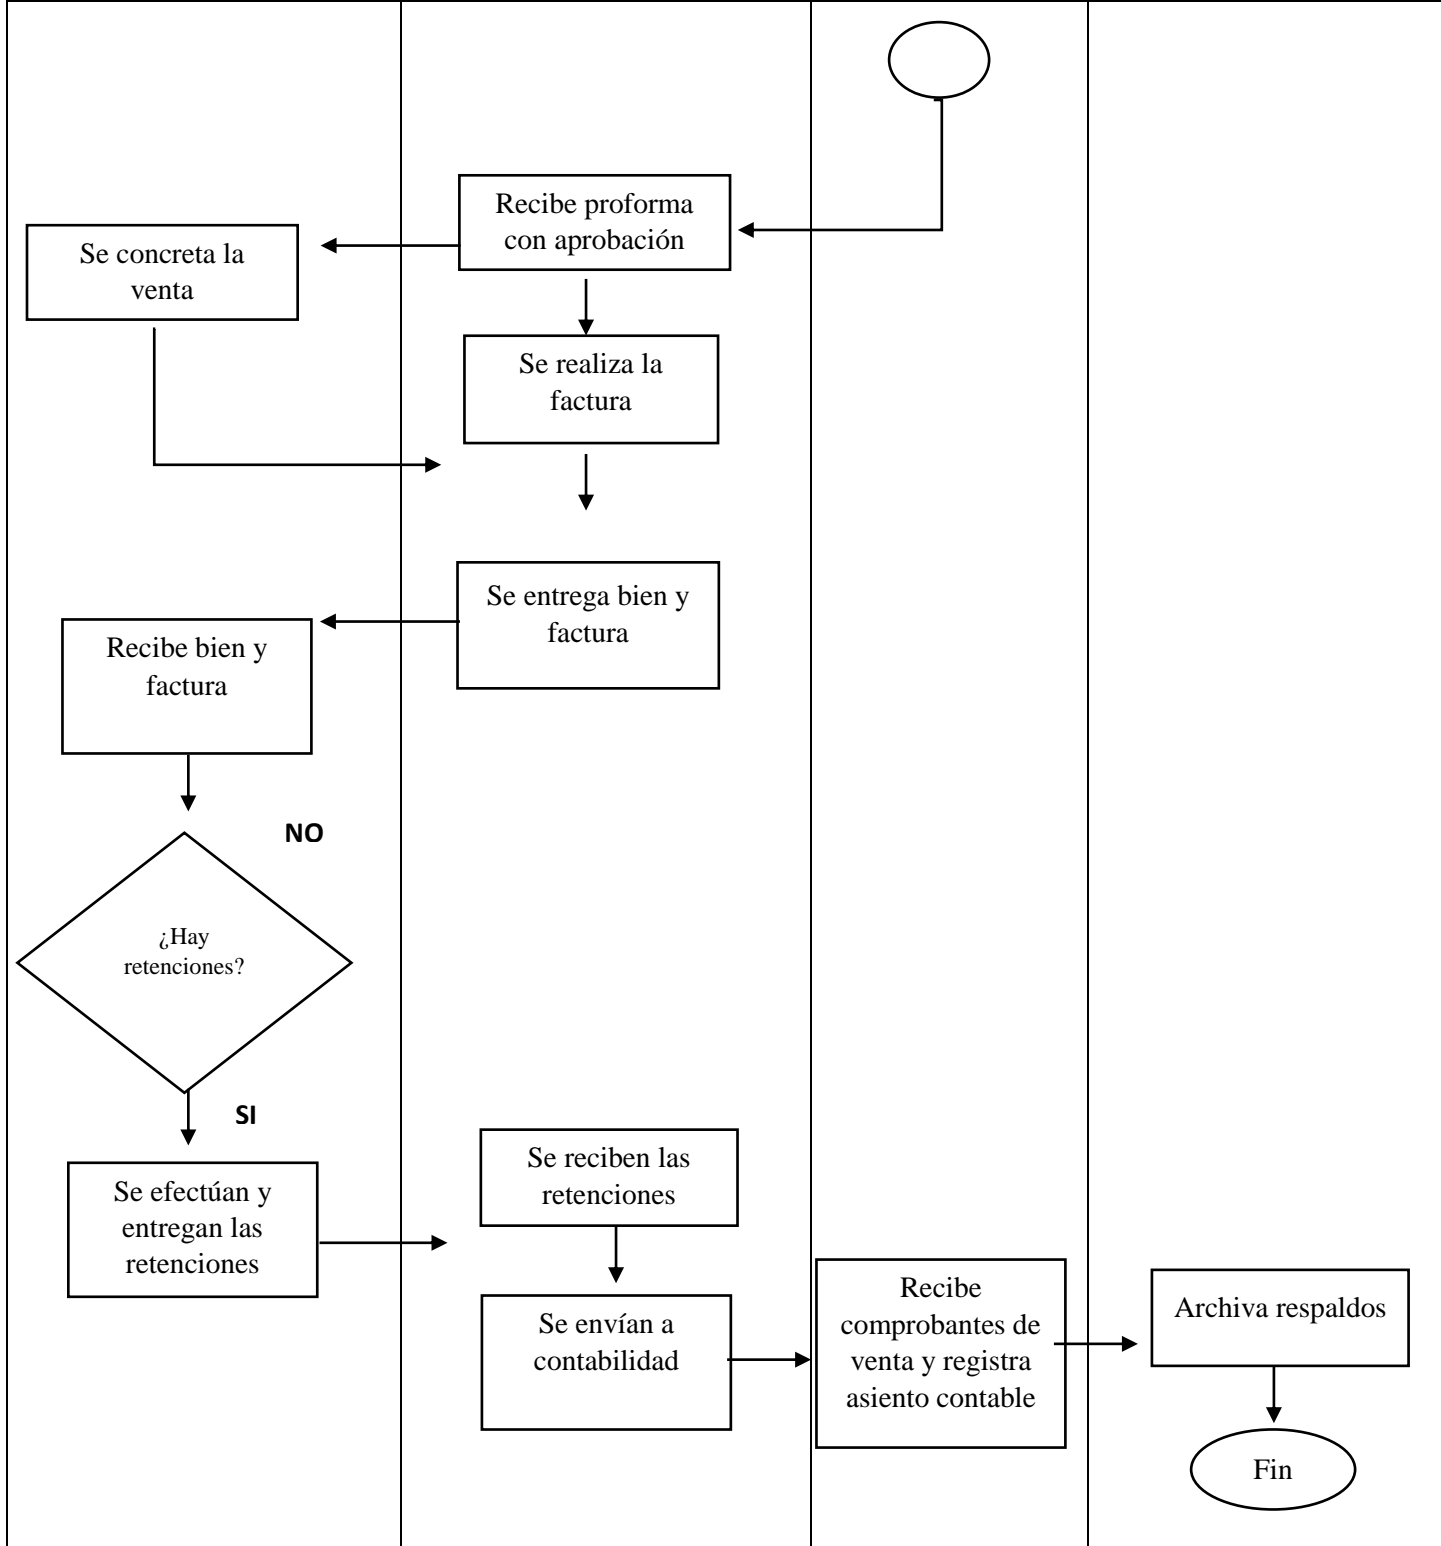 Recibe proforma
con aprobación
Se concreta la
venta
Se realiza la
factura
Se entrega bien y
factura
Recibe bien y
factura
NO
¿Hay
retenciones?
SI
Se efectúan y
entregan las
retenciones
Se reciben las
retenciones
Se envían a
contabilidad
Recibe
comprobantes de
venta y registra
asiento contable
Archiva respaldos
Fin